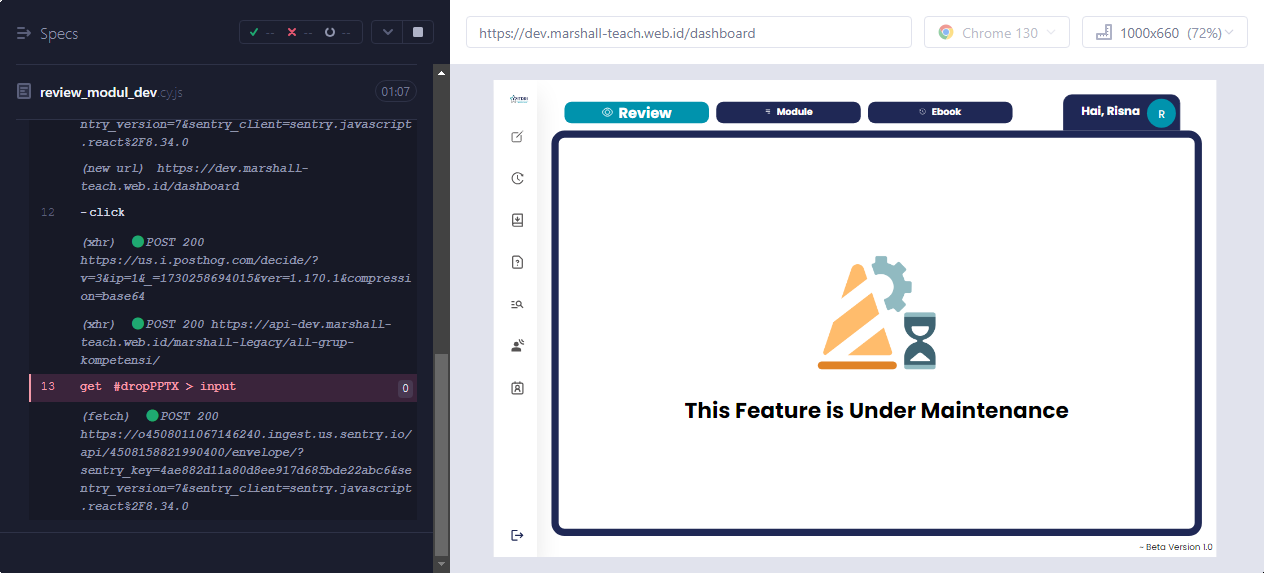 Specs
-- -- --
review_modul_dev.cy.js
01:07
ntry_version=7&sentry_client=sentry.javascript
.react%2F8.34.0
(new url) https://dev.marshall-
teach.web.id/dashboard
12 -click
(xhr) POST 200
https://us.i.posthog.com/decide/?
v=3&ip=1&_=1730258694015&ver=1.170.1&compressi
on=base64
(xhr) POST 200 https://api-dev.marshall-
teach.web.id/marshall-legacy/all-grup-
kompetensi/
13 get #dropPPTX > input 0
(fetch) POST 200
https://o4508011067146240.ingest.us.sentry.io/
api/4508158821990400/envelope/?
sentry_key=4ae882d11a80d8ee917d685bde22abc6&se
ntry_version=7&sentry_client=sentry.javascript
.react%2F8.34.0
https://dev.marshall-teach.web.id/dashboard
Chrome 130
1000x660 (72%)
Review
Module
Ebook
Hai, Risna
R
This Feature is Under Maintenance
- Beta Version 1.0